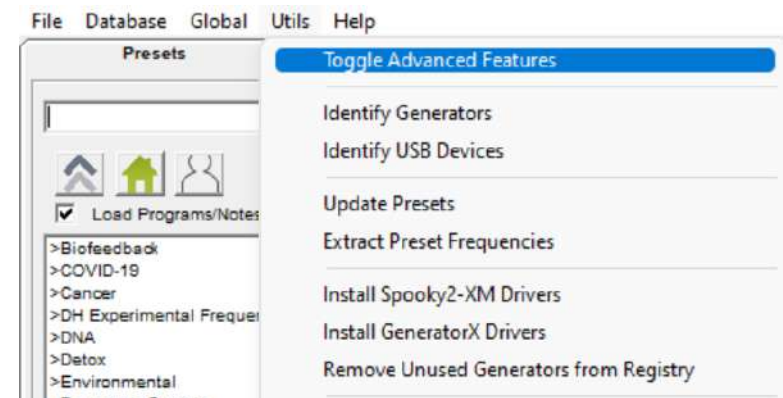 File Database Global Utils Help
Presets
Toggle Advanced Features
Identify Generators
Identify USB Devices
Update Presets
Load Programs/Notes
Extract Preset Frequencies
>Biofeedback
>COVID-19
>Cancer
Install Spooky2-XM Drivers
>DH Experimental Freque
Install GeneratorX Drivers
>DNA
>Detox
Remove Unused Generators from Registry
>Environmental